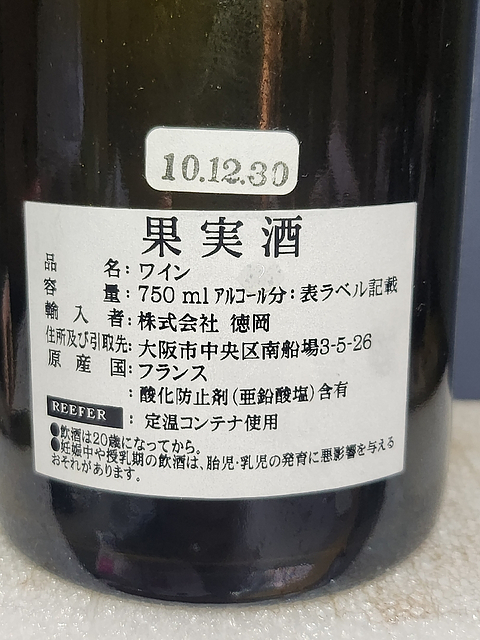 10.12.30
果実酒
品名：ワイン
容量：750 ml アルコール分：表ラベル記載
輸入者：株式会社 徳岡
住所及び引取先：大阪市中央区南船場3-5-26
原産国：フランス
：酸化防止剤（亜鉛酸塩）含有
REEFER：定温コンテナ使用
●飲酒は20歳になってから。
●妊娠中や授乳期の飲酒は、胎児・乳児の発育に悪影響を与える
おそれがあります。